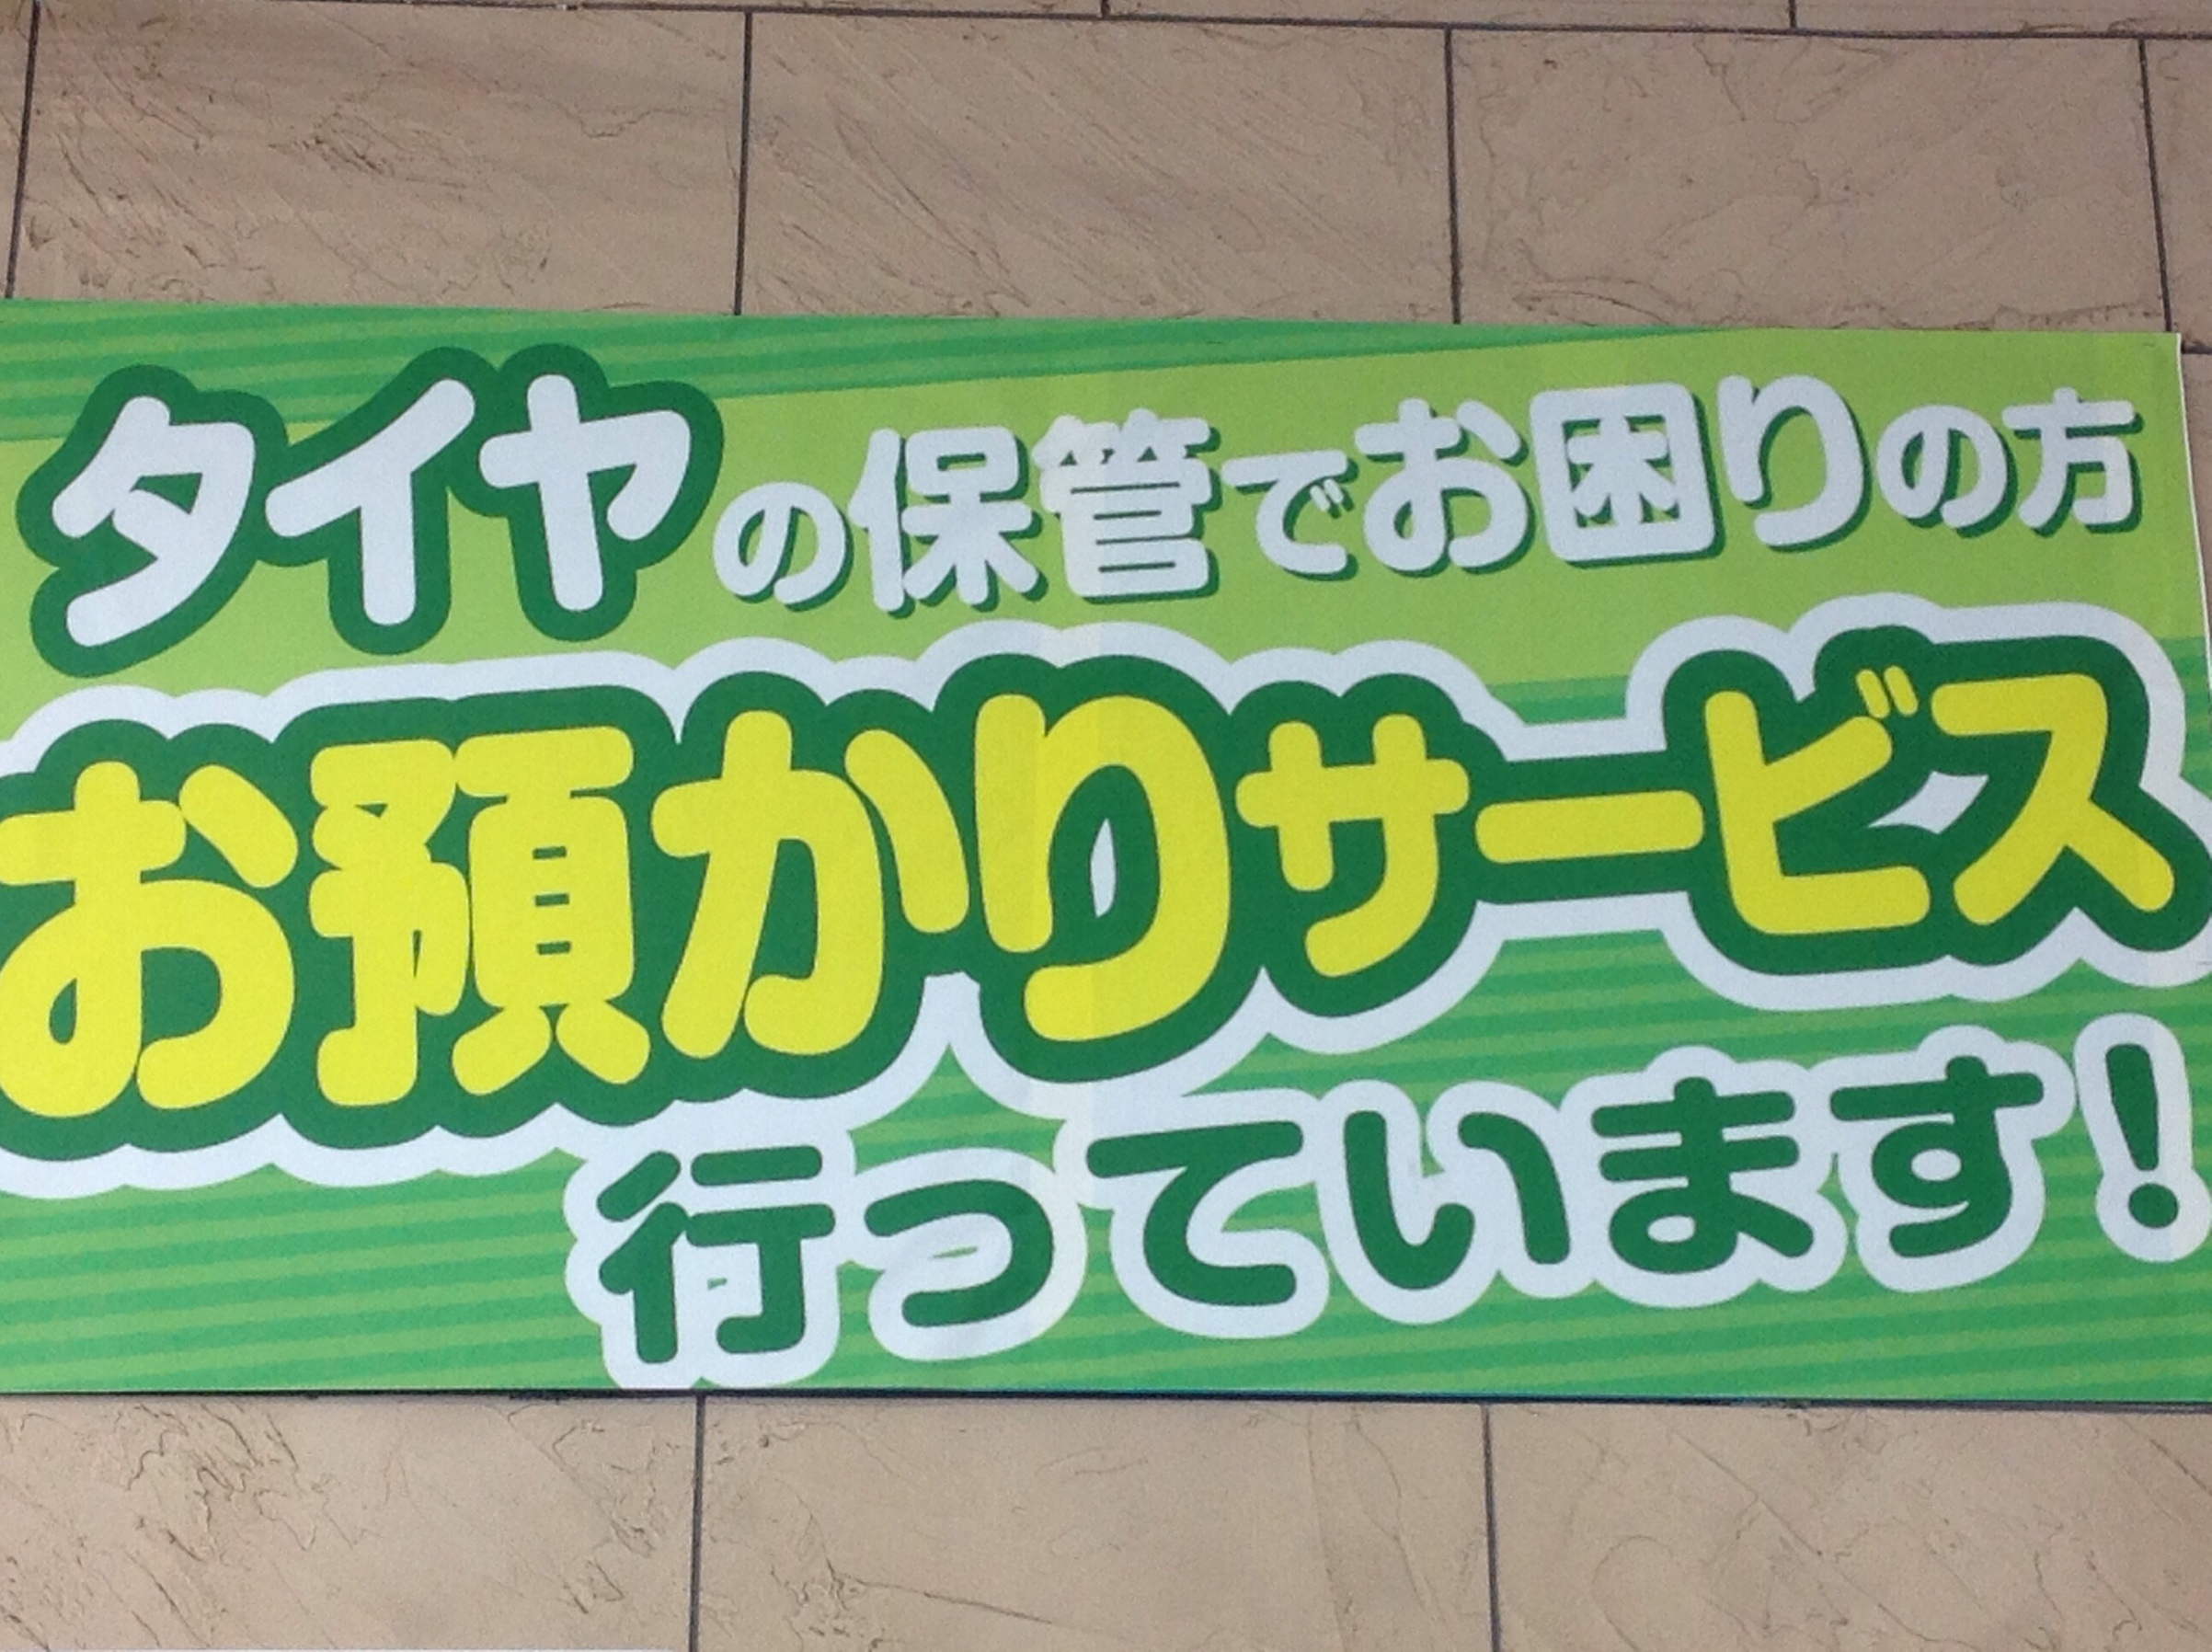 タイヤの保管でお困りの方
お預かりサービス
行っています!